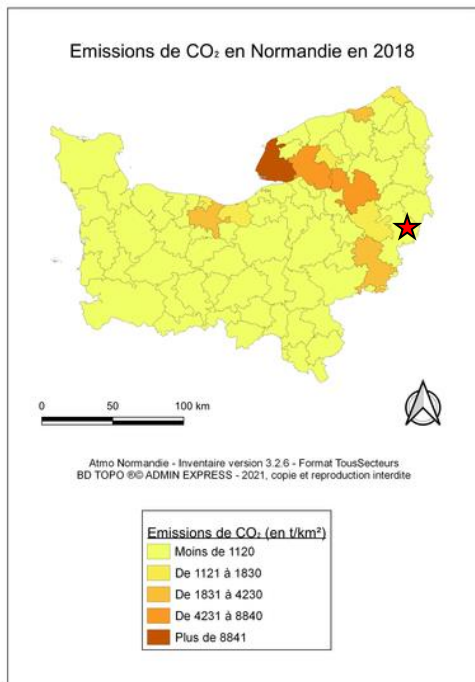 Emissions de CO₂ en Normandie en 2018
0 50 100 km
Atmo Normandie - Inventaire version 3.2.6 - Format TousSecteurs
BD TOPO ®© ADMIN EXPRESS - 2021, copie et reproduction interdite
Emissions de CO₂ (en t/km²)
Moins de 1120
De 1121 à 1830
De 1831 à 4230
De 4231 à 8840
Plus de 8841